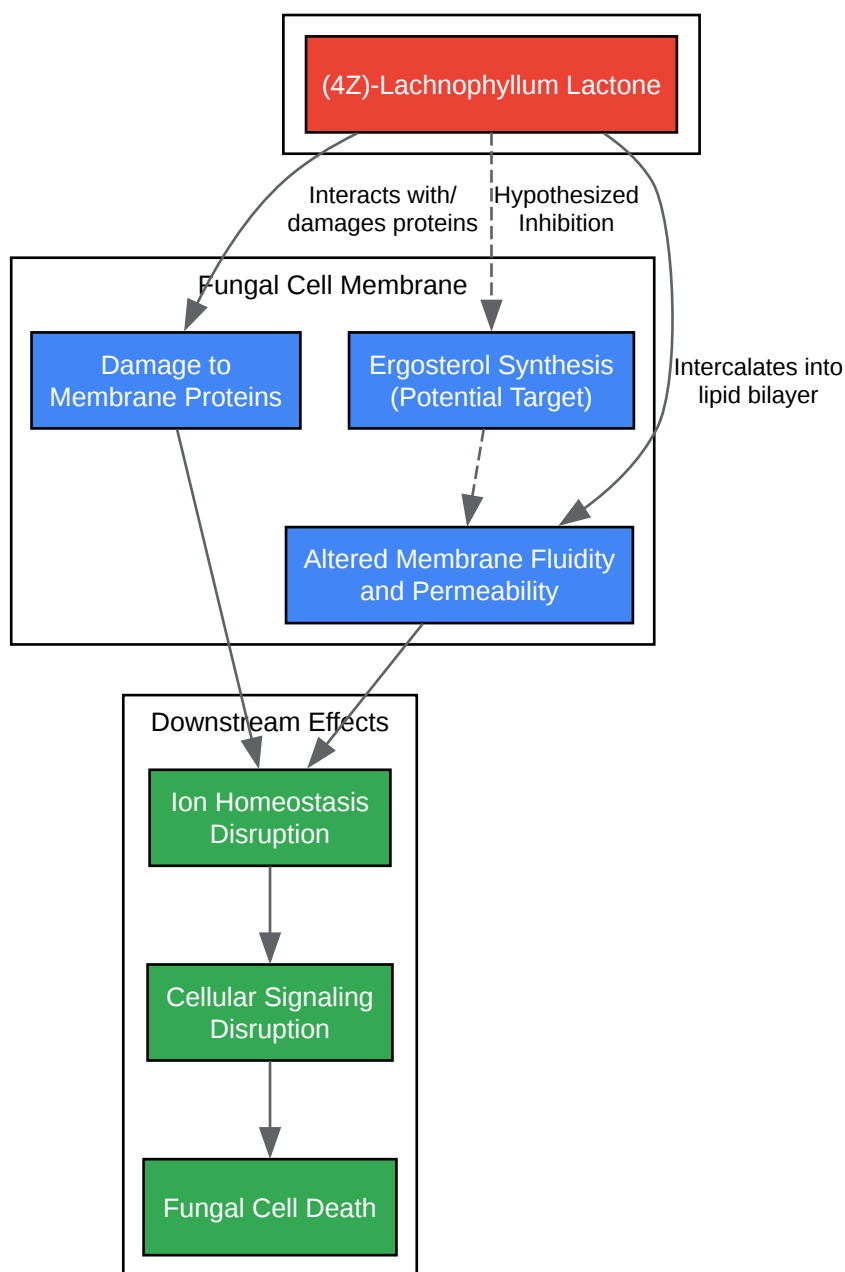 (4Z)-Lachnophyllum Lactone
Interacts with/
damages proteins
Hypothesized
Inhibition
Intercalates into
lipid bilayer
Fungal Cell Membrane
Damage to
Membrane Proteins
Ergosterol Synthesis
(Potential Target)
Altered Membrane Fluidity
and Permeability
Downstream Effects
Ion Homeostasis
Disruption
Cellular Signaling
Disruption
Fungal Cell Death